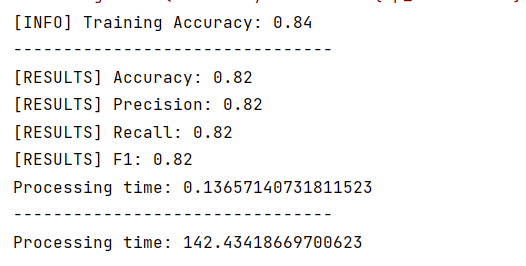 [INFO] Training Accuracy: 0.84
--------------------------------
[RESULTS] Accuracy: 0.82
[RESULTS] Precision: 0.82
[RESULTS] Recall: 0.82
[RESULTS] F1: 0.82
Processing time: 0.13657140731811523
--------------------------------
Processing time: 142.43418669700623